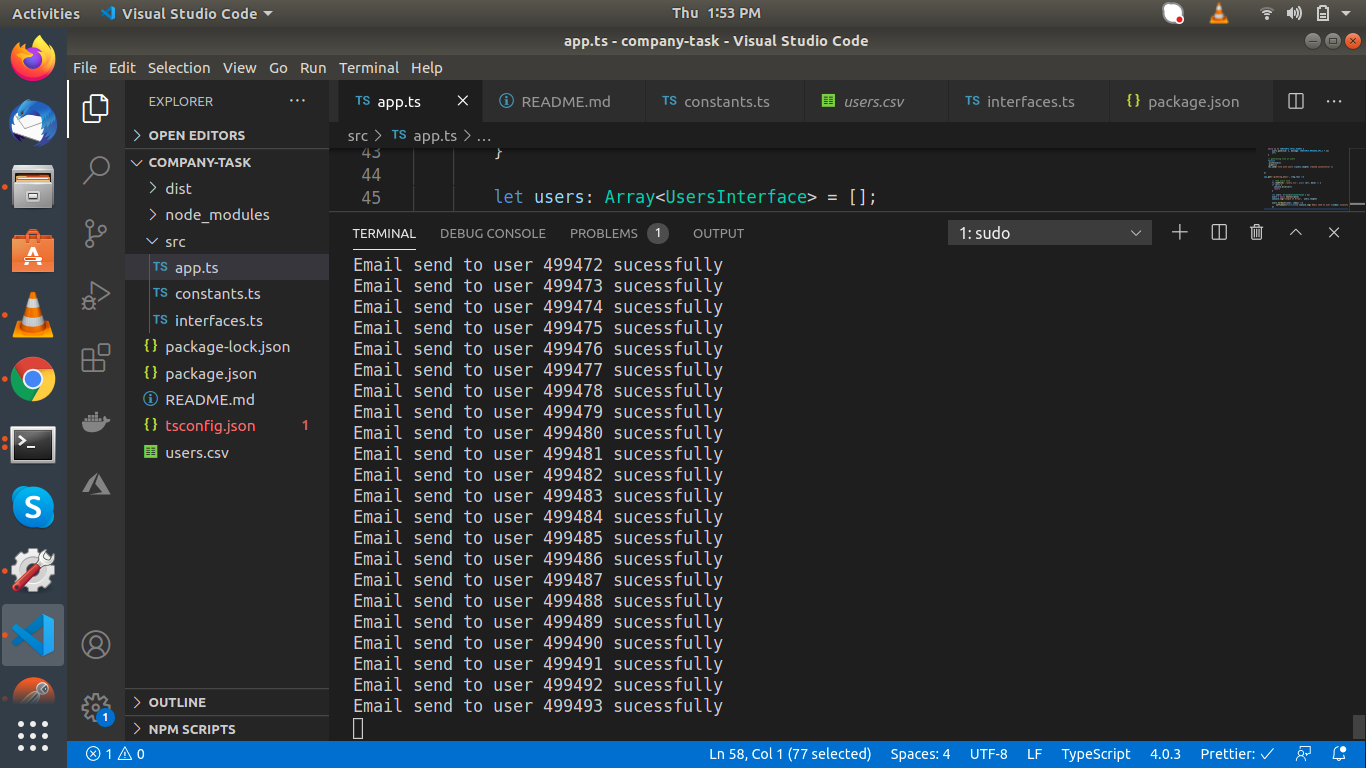 Activities
Visual Studio Code
Thu 1:53 PM
app.ts - company-task - Visual Studio Code
File Edit Selection View Go Run Terminal Help
EXPLORER
OPEN EDITORS
COMPANY-TASK
dist
node_modules
src
TS app.ts
TS constants.ts
TS interfaces.ts
{} package-lock.json
{} package.json
README.md
{} tsconfig.json 1
users.csv
OUTLINE
NPM SCRIPTS
1
TS app.ts
README.md
TS constants.ts
users.csv
TS interfaces.ts
{} package.json
src > TS app.ts > ...
43 }
44
45 let users: Array<UsersInterface> = [];
TERMINAL DEBUG CONSOLE PROBLEMS 1 OUTPUT
1: sudo
Email send to user 499472 sucessfully
Email send to user 499473 sucessfully
Email send to user 499474 sucessfully
Email send to user 499475 sucessfully
Email send to user 499476 sucessfully
Email send to user 499477 sucessfully
Email send to user 499478 sucessfully
Email send to user 499479 sucessfully
Email send to user 499480 sucessfully
Email send to user 499481 sucessfully
Email send to user 499482 sucessfully
Email send to user 499483 sucessfully
Email send to user 499484 sucessfully
Email send to user 499485 sucessfully
Email send to user 499486 sucessfully
Email send to user 499487 sucessfully
Email send to user 499488 sucessfully
Email send to user 499489 sucessfully
Email send to user 499490 sucessfully
Email send to user 499491 sucessfully
Email send to user 499492 sucessfully
Email send to user 499493 sucessfully
1 0 Ln 58, Col 1 (77 selected) Spaces: 4 UTF-8 LF TypeScript 4.0.3 Prettier: ✓